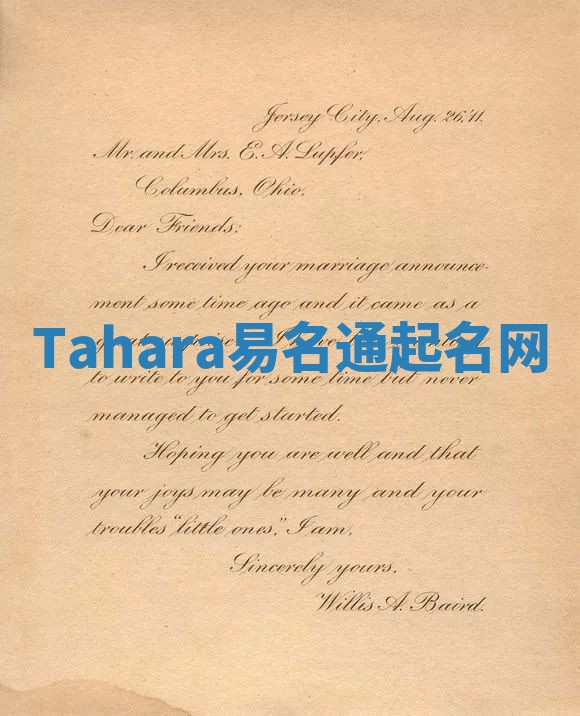 Jersey City, Aug. 26, '11.
Mr. and Mrs. E. A. Lupfer,
Columbus, Ohio.
Dear Friends:
I received your marriage announce-
ment some time ago and it came as a
Tahara易名通起名网
to write to you for some time but never
managed to get started.
Hoping you are well and that
your joys may be many and your
troubles "little ones," I am,
Sincerely yours,
Willis A. Baird.